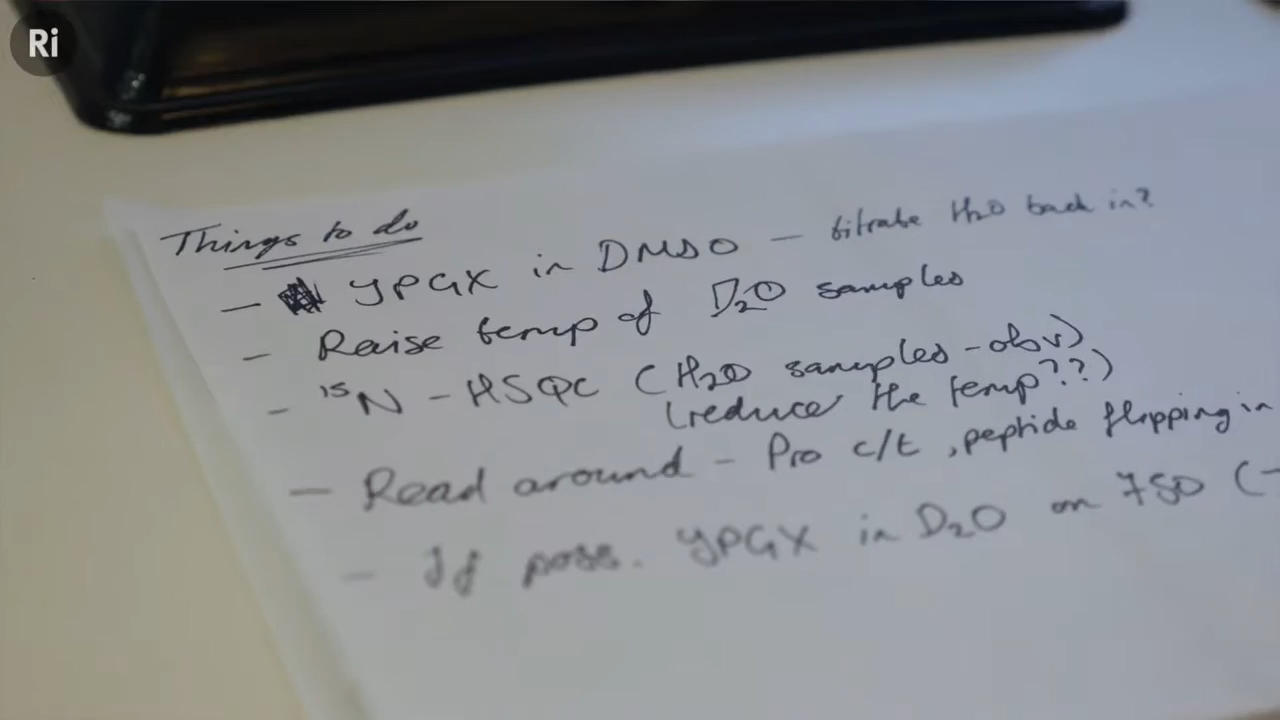 Ri
Things to do
- YPGX in DMSO - titrate H₂O back in?
- Raise temp of D₂O samples
- ¹⁵N - HSQC (H₂O samples - obv)
(reduce the temp??)
- Read around - Pro c/t, peptide flipping in
- If poss. YPGX in D₂O on 750 (